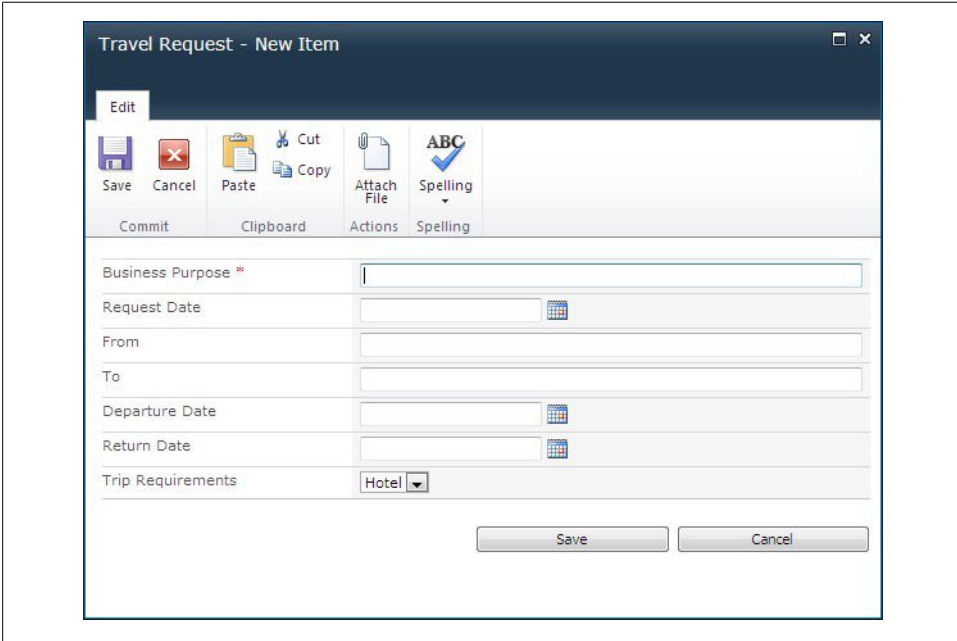 Travel Request - New Item
Edit
Save
Cancel
Paste
Cut
Copy
Attach
File
ABC
Spelling
Commit
Clipboard
Actions
Spelling
Business Purpose *
Request Date
From
To
Departure Date
Return Date
Trip Requirements
Hotel
Save
Cancel